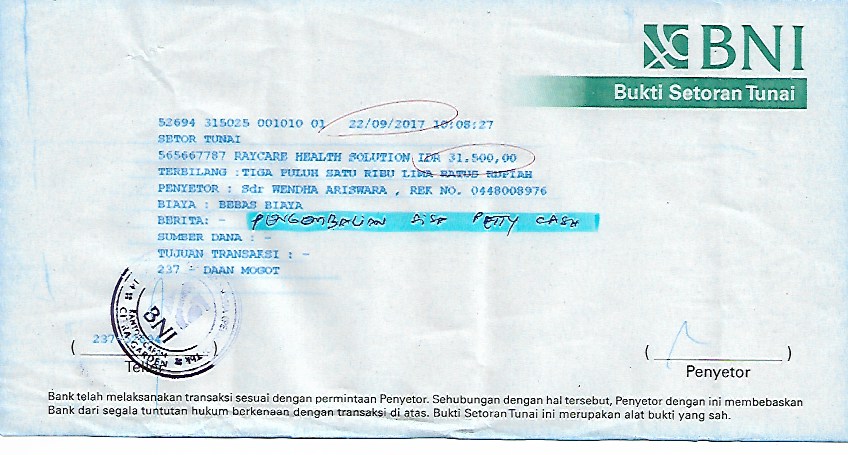 BNI
Bukti Setoran Tunai
52694 315025 001010 01 22/09/2017 10:08:27
SETOR TUNAI
565667787 RAYCARE HEALTH SOLUTION IDR 31.500,00
TERBILANG : TIGA PULUH SATU RIBU LIMA RATUS RUPIAH
PENYETOR : Sdr WENDHA ARISWARA , REK NO. 0448008976
BIAYA : BEBAS BIAYA
BERITA: - PENGEMBALIAN SISA PETTY CASH
SUMBER DANA : -
TUJUAN TRANSAKSI : -
237 - DAAN MOGOT
BNI
CITRA GARDEN
237
( ) ( )
Teller Penyetor
Bank telah melaksanakan transaksi sesuai dengan permintaan Penyetor. Sehubungan dengan hal tersebut, Penyetor dengan ini membebaskan
Bank dari segala tuntutan hukum berkenaan dengan transaksi di atas. Bukti Setoran Tunai ini merupakan alat bukti yang sah.